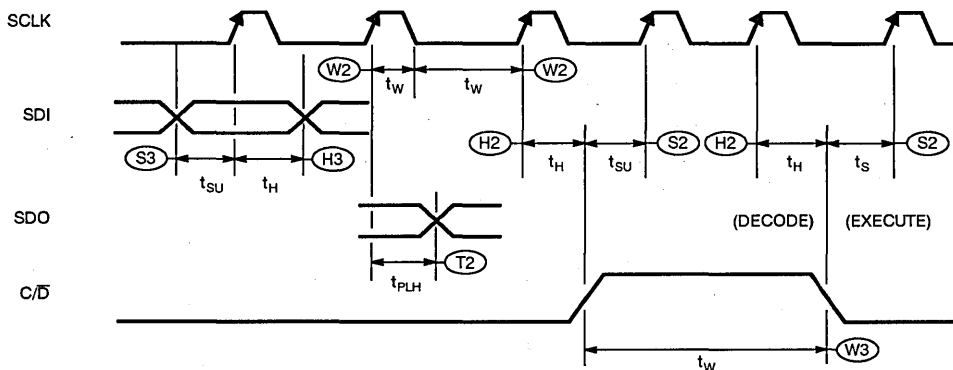 SCLK
W2 tW tW W2
SDI
H2 tH tSU S2 H2 tH tS S2
S3 tSU tH H3
SDO
(DECODE) (EXECUTE)
tPLH T2
C/D̅
tW W3